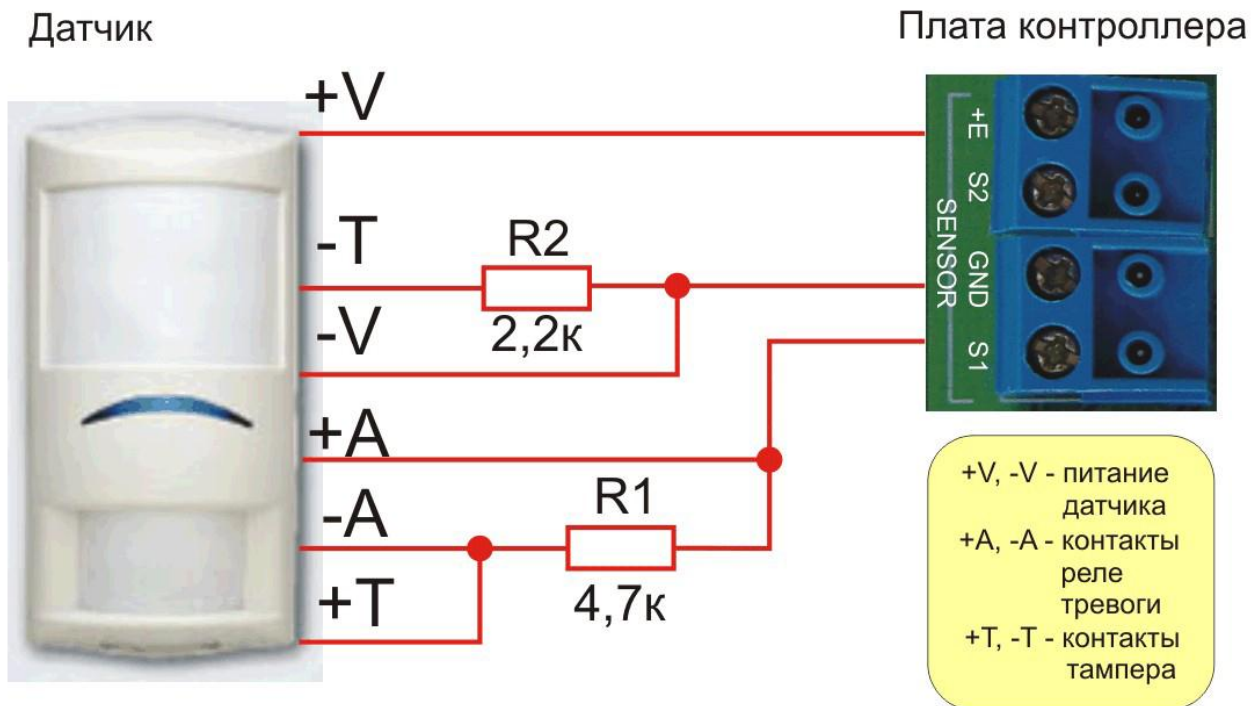 Датчик
Плата контроллера
+V
-T
R2
2,2к
-V
+A
-A
R1
4,7к
+T
+E
S2
GND
S1
SENSOR
+V, -V - питание
датчика
+A, -A - контакты
реле
тревоги
+T, -T - контакты
тампера